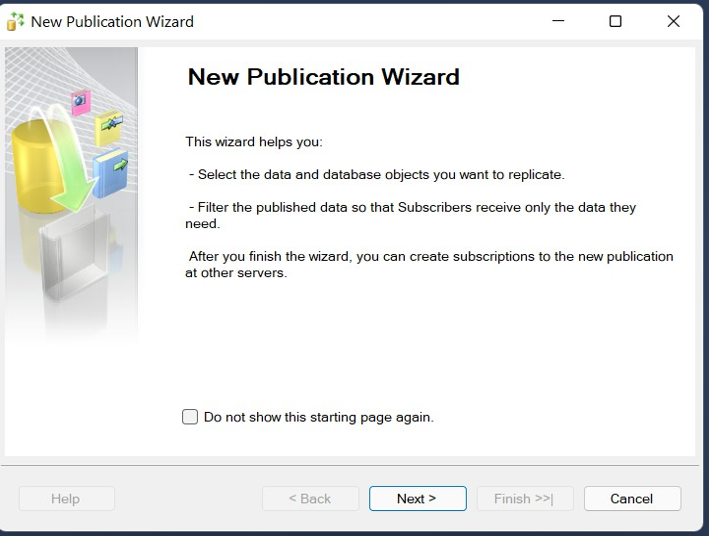 New Publication Wizard
New Publication Wizard
This wizard helps you:
- Select the data and database objects you want to replicate.
- Filter the published data so that Subscribers receive only the data they
need.
After you finish the wizard, you can create subscriptions to the new publication
at other servers.
Do not show this starting page again.
Help
< Back
Next >
Finish >>|
Cancel